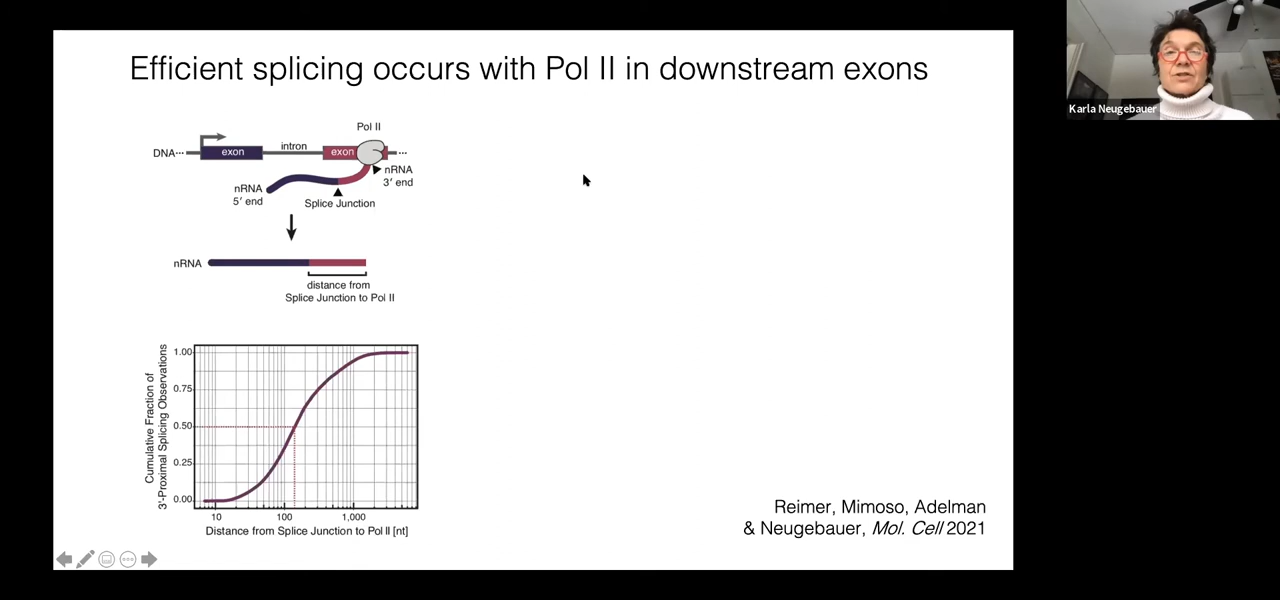 Efficient splicing occurs with Pol II in downstream exons
Karla Neugebauer
Pol II
DNA
exon
intron
exon
nRNA
3′ end
nRNA
5′ end
Splice Junction
nRNA
distance from
Splice Junction to Pol II
Cumulative Fraction of
3′-Proximal Splicing Observations
1.00
0.75
0.50
0.25
0.00
10
100
1,000
Distance from Splice Junction to Pol II [nt]
Reimer, Mimoso, Adelman
& Neugebauer, Mol. Cell 2021